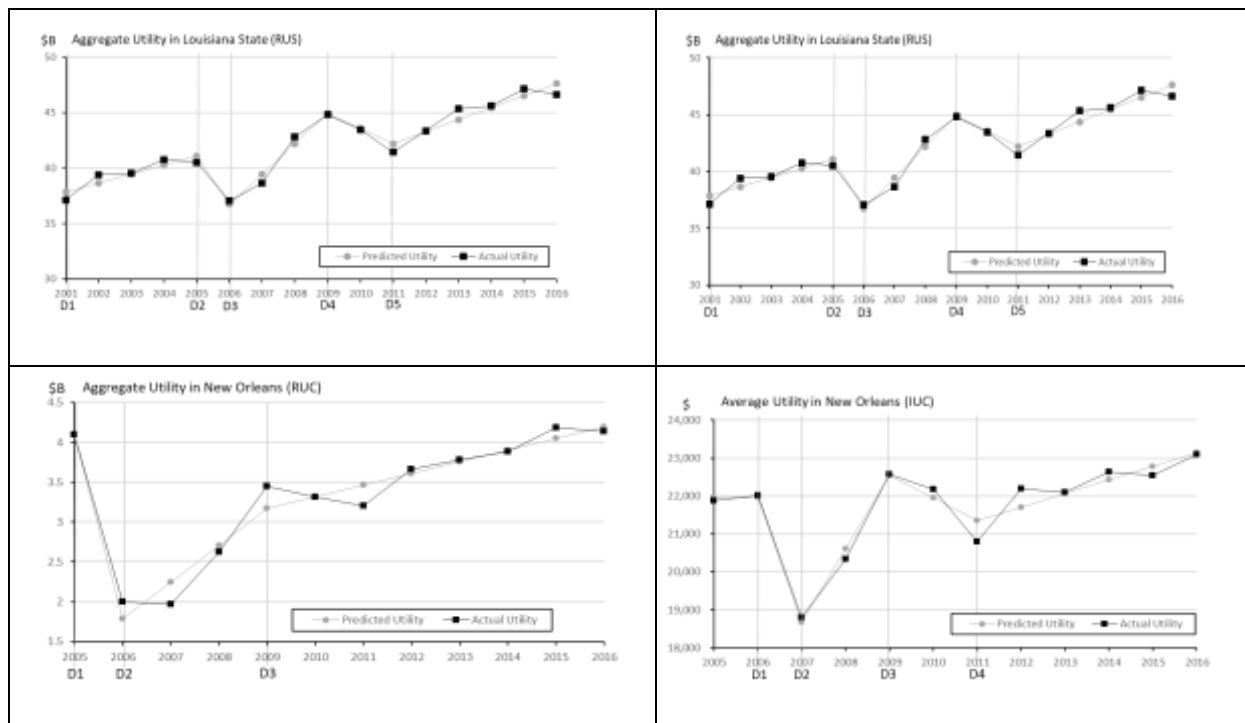 $B Aggregate Utility in Louisiana State (RUS)
50
45
40
35
30
Predicted Utility Actual Utility
2001 2002 2003 2004 2005 2006 2007 2008 2009 2010 2011 2012 2013 2014 2015 2016
D1 D2 D3 D4 D5
$B Aggregate Utility in Louisiana State (RUS)
50
45
40
35
30
Predicted Utility Actual Utility
2001 2002 2003 2004 2005 2006 2007 2008 2009 2010 2011 2012 2013 2014 2015 2016
D1 D2 D3 D4 D5
$B Aggregate Utility in New Orleans (RUC)
4.5
4
3.5
3
2.5
2
1.5
Predicted Utility Actual Utility
2005 2006 2007 2008 2009 2010 2011 2012 2013 2014 2015 2016
D1 D2 D3
$ Average Utility in New Orleans (IUC)
24,000
23,000
22,000
21,000
20,000
19,000
18,000
Predicted Utility Actual Utility
2005 2006 2007 2008 2009 2010 2011 2012 2013 2014 2015 2016
D1 D2 D3 D4